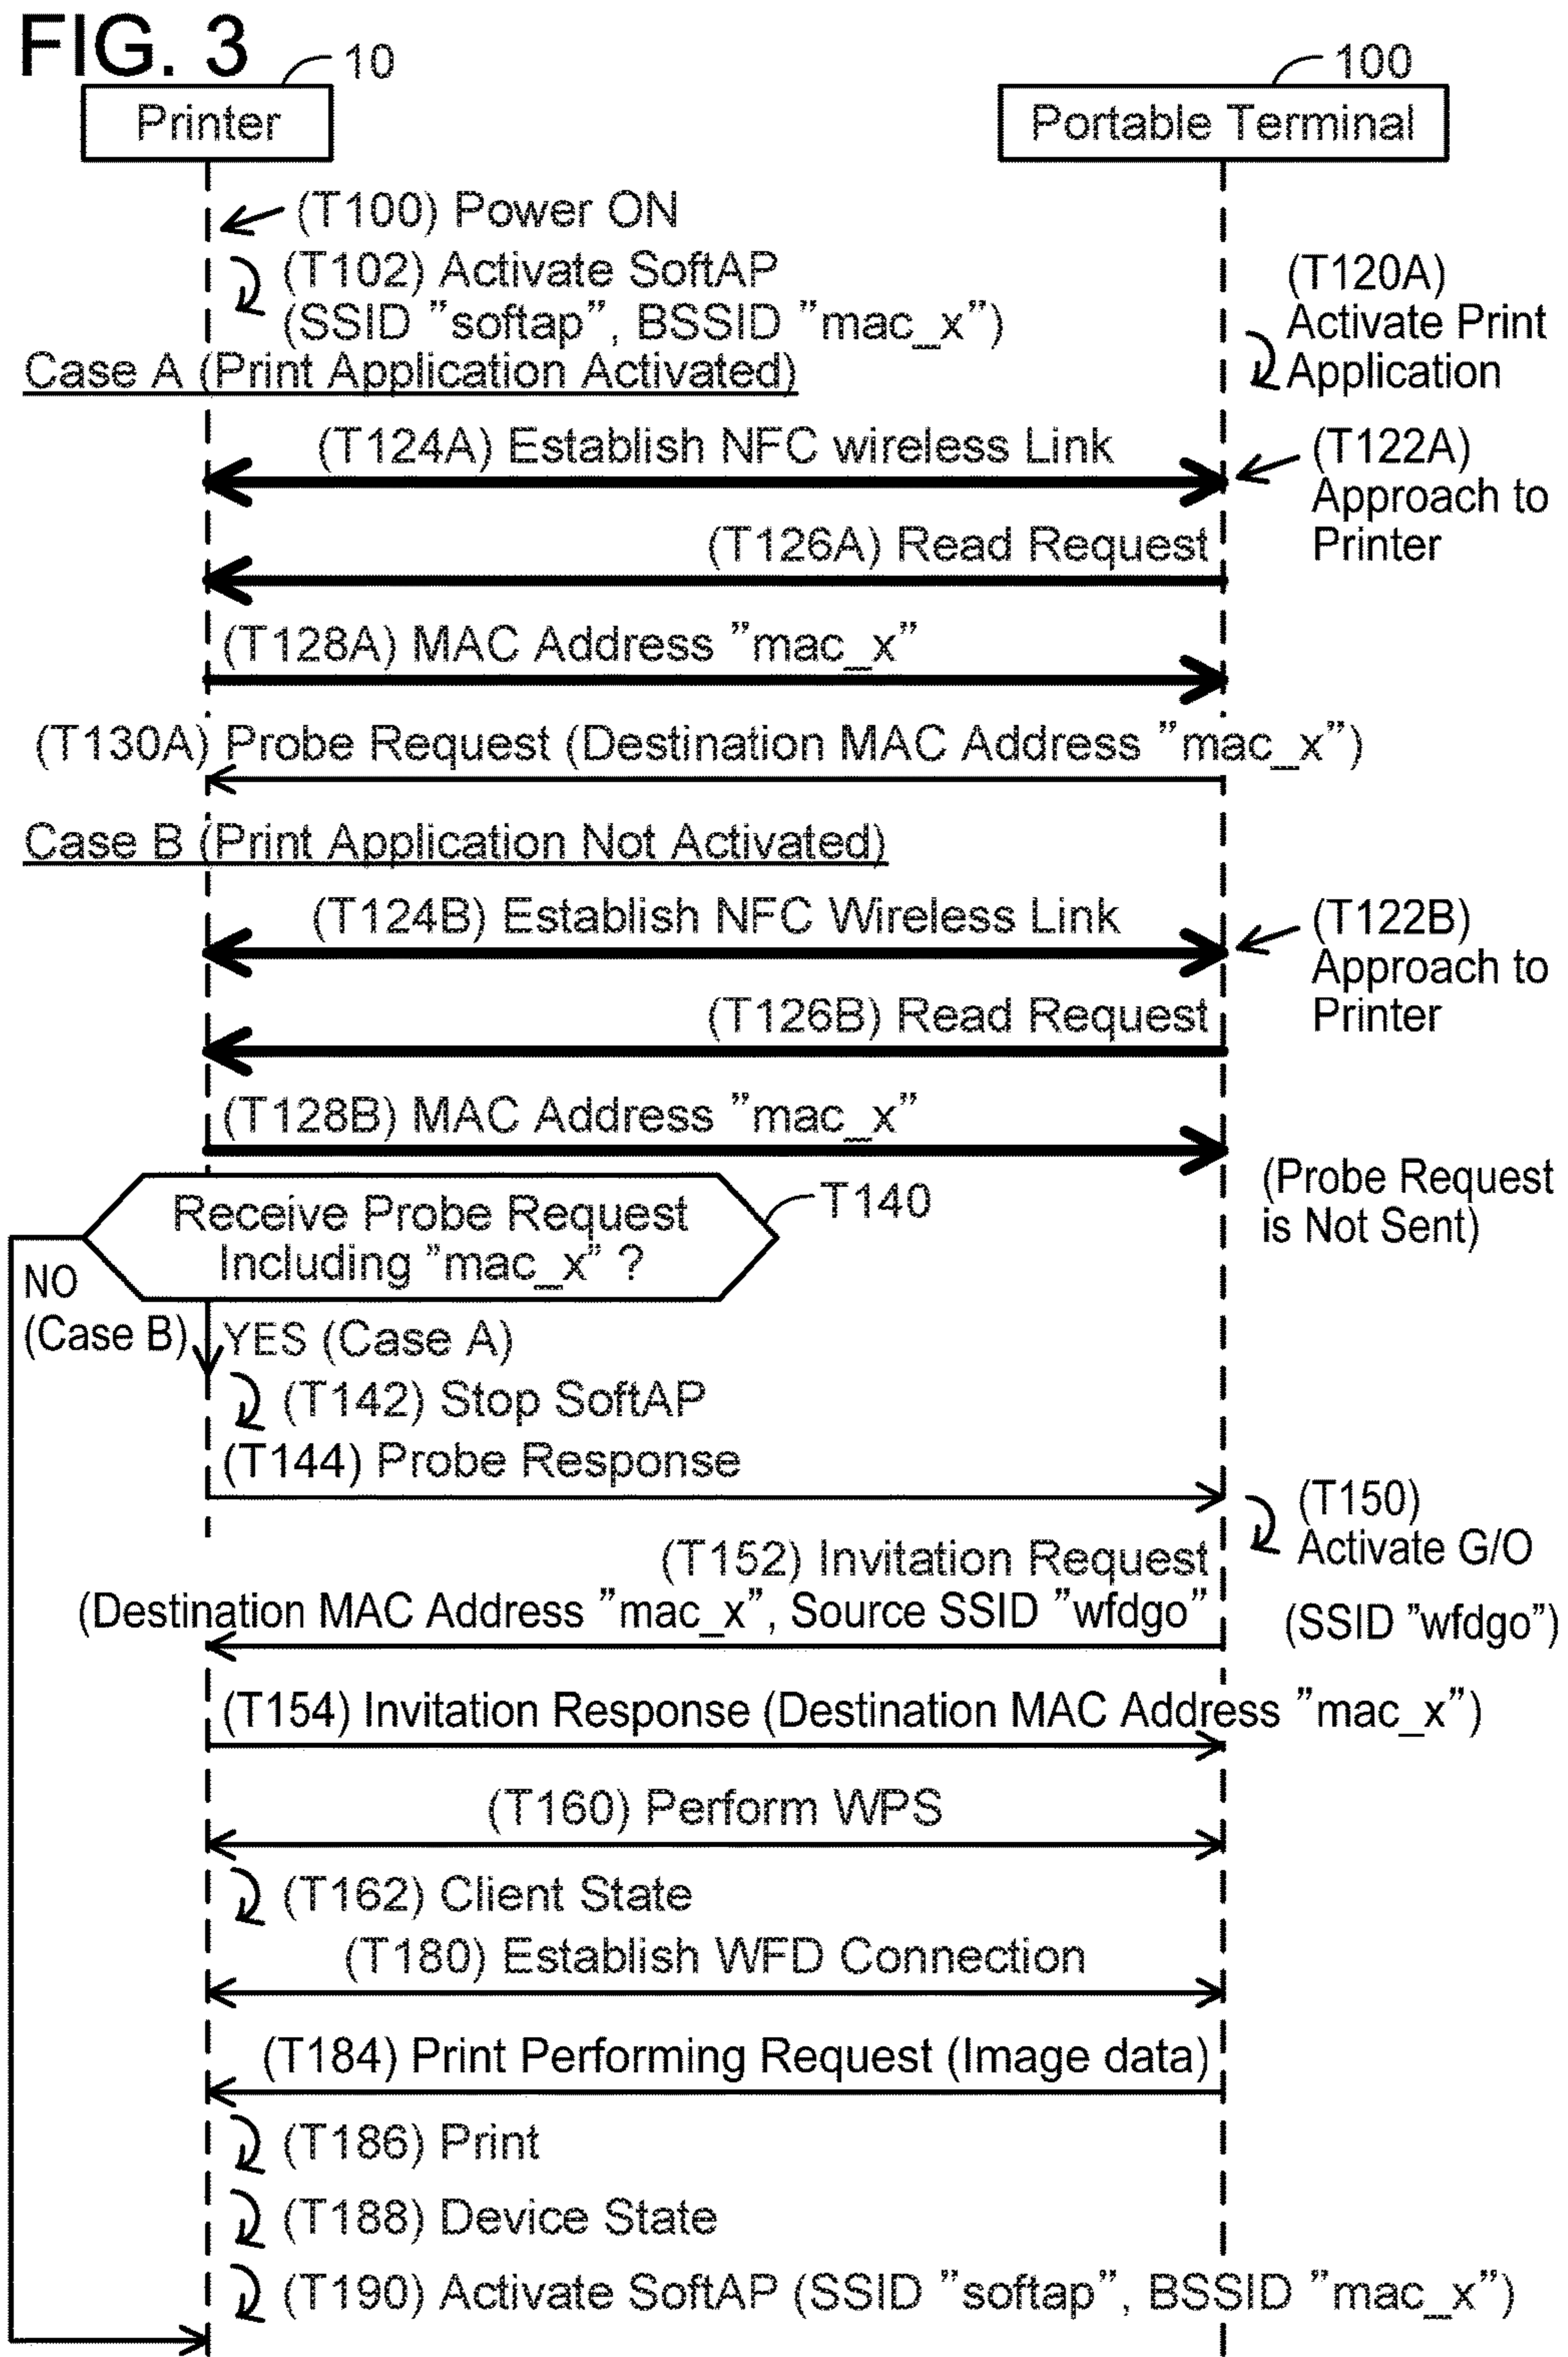 FIG. 3
10
100
Printer
Portable Terminal
(T100) Power ON
(T102) Activate SoftAP
(SSID "softap", BSSID "mac_x")
(T120A)
Activate Print
Application
Case A (Print Application Activated)
(T124A) Establish NFC wireless Link
(T122A)
Approach to
Printer
(T126A) Read Request
(T128A) MAC Address "mac_x"
(T130A) Probe Request (Destination MAC Address "mac_x")
Case B (Print Application Not Activated)
(T124B) Establish NFC Wireless Link
(T122B)
Approach to
Printer
(T126B) Read Request
(T128B) MAC Address "mac_x"
(Probe Request
is Not Sent)
Receive Probe Request
Including "mac_x" ?
T140
NO
(Case B)
YES (Case A)
(T142) Stop SoftAP
(T144) Probe Response
(T150)
Activate G/O
(SSID "wfdgo")
(T152) Invitation Request
(Destination MAC Address "mac_x", Source SSID "wfdgo"
(T154) Invitation Response (Destination MAC Address "mac_x")
(T160) Perform WPS
(T162) Client State
(T180) Establish WFD Connection
(T184) Print Performing Request (Image data)
(T186) Print
(T188) Device State
(T190) Activate SoftAP (SSID "softap", BSSID "mac_x")